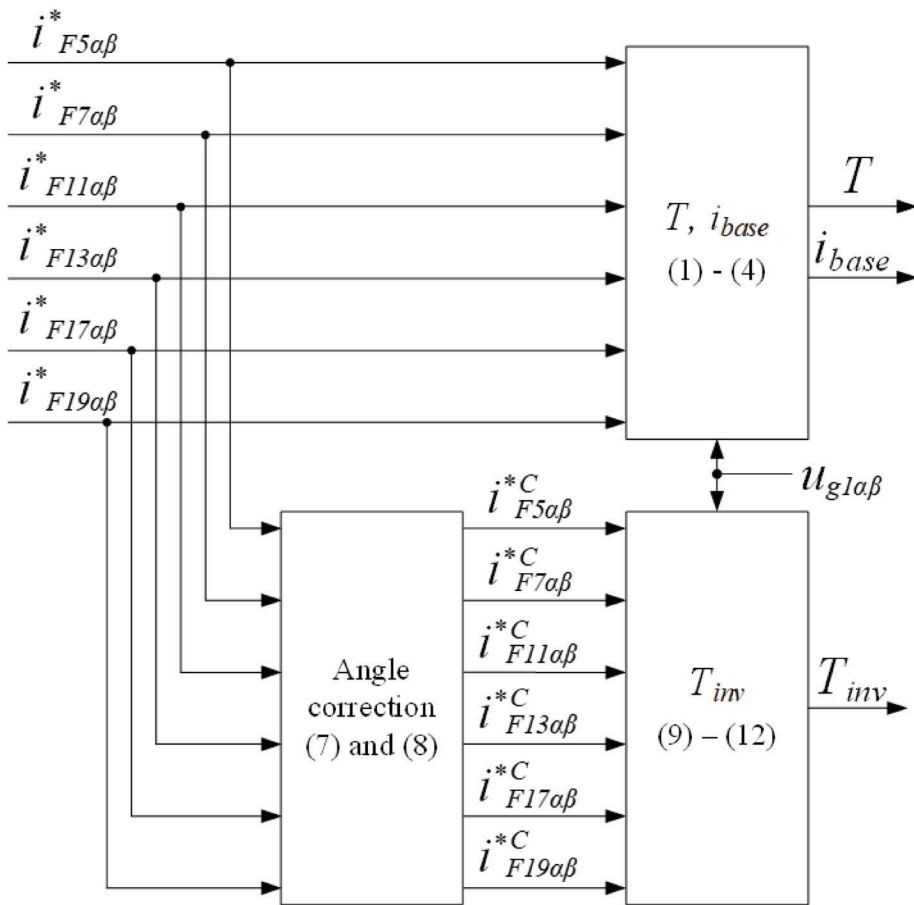 i*F5αβ
i*F7αβ
i*F11αβ
i*F13αβ
i*F17αβ
i*F19αβ
T, ibase
(1) - (4)
T
ibase
ug1αβ
Angle
correction
(7) and (8)
i*CF5αβ
i*CF7αβ
i*CF11αβ
i*CF13αβ
i*CF17αβ
i*CF19αβ
Tinv
(9) – (12)
Tinv